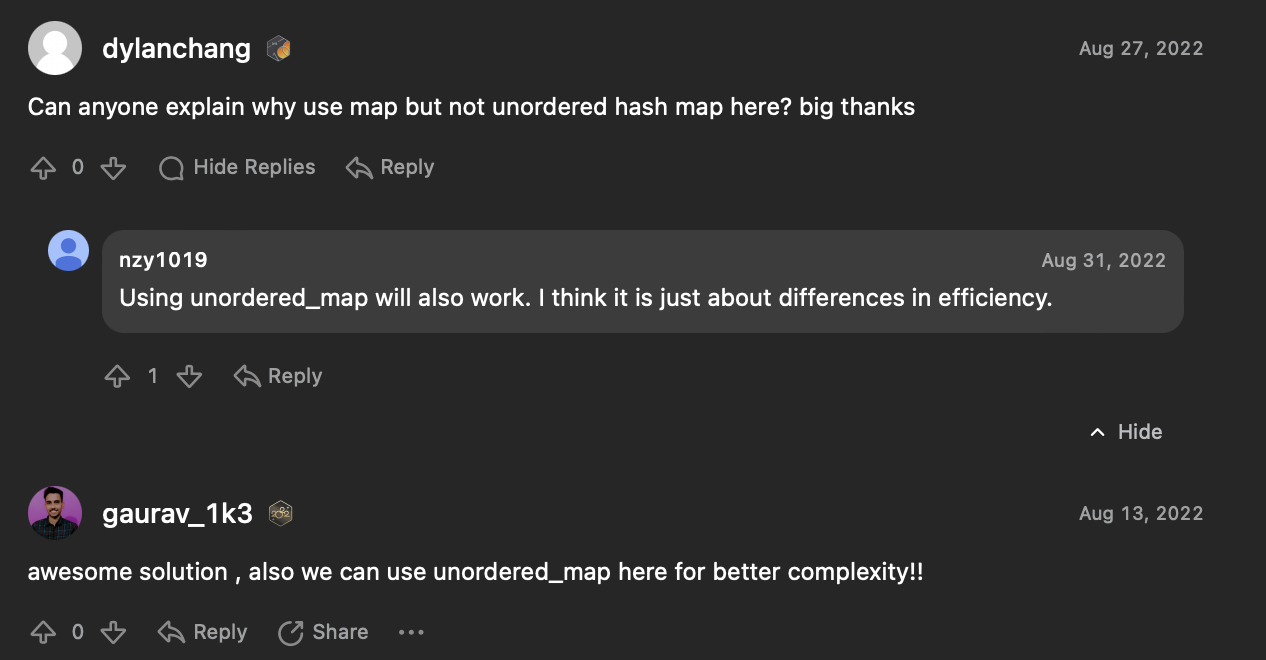 dylanchang
Aug 27, 2022
Can anyone explain why use map but not unordered hash map here? big thanks
0
Hide Replies
Reply
nzy1019
Aug 31, 2022
Using unordered_map will also work. I think it is just about differences in efficiency.
1
Reply
Hide
gaurav_1k3
Aug 13, 2022
awesome solution , also we can use unordered_map here for better complexity!!
0
Reply
Share